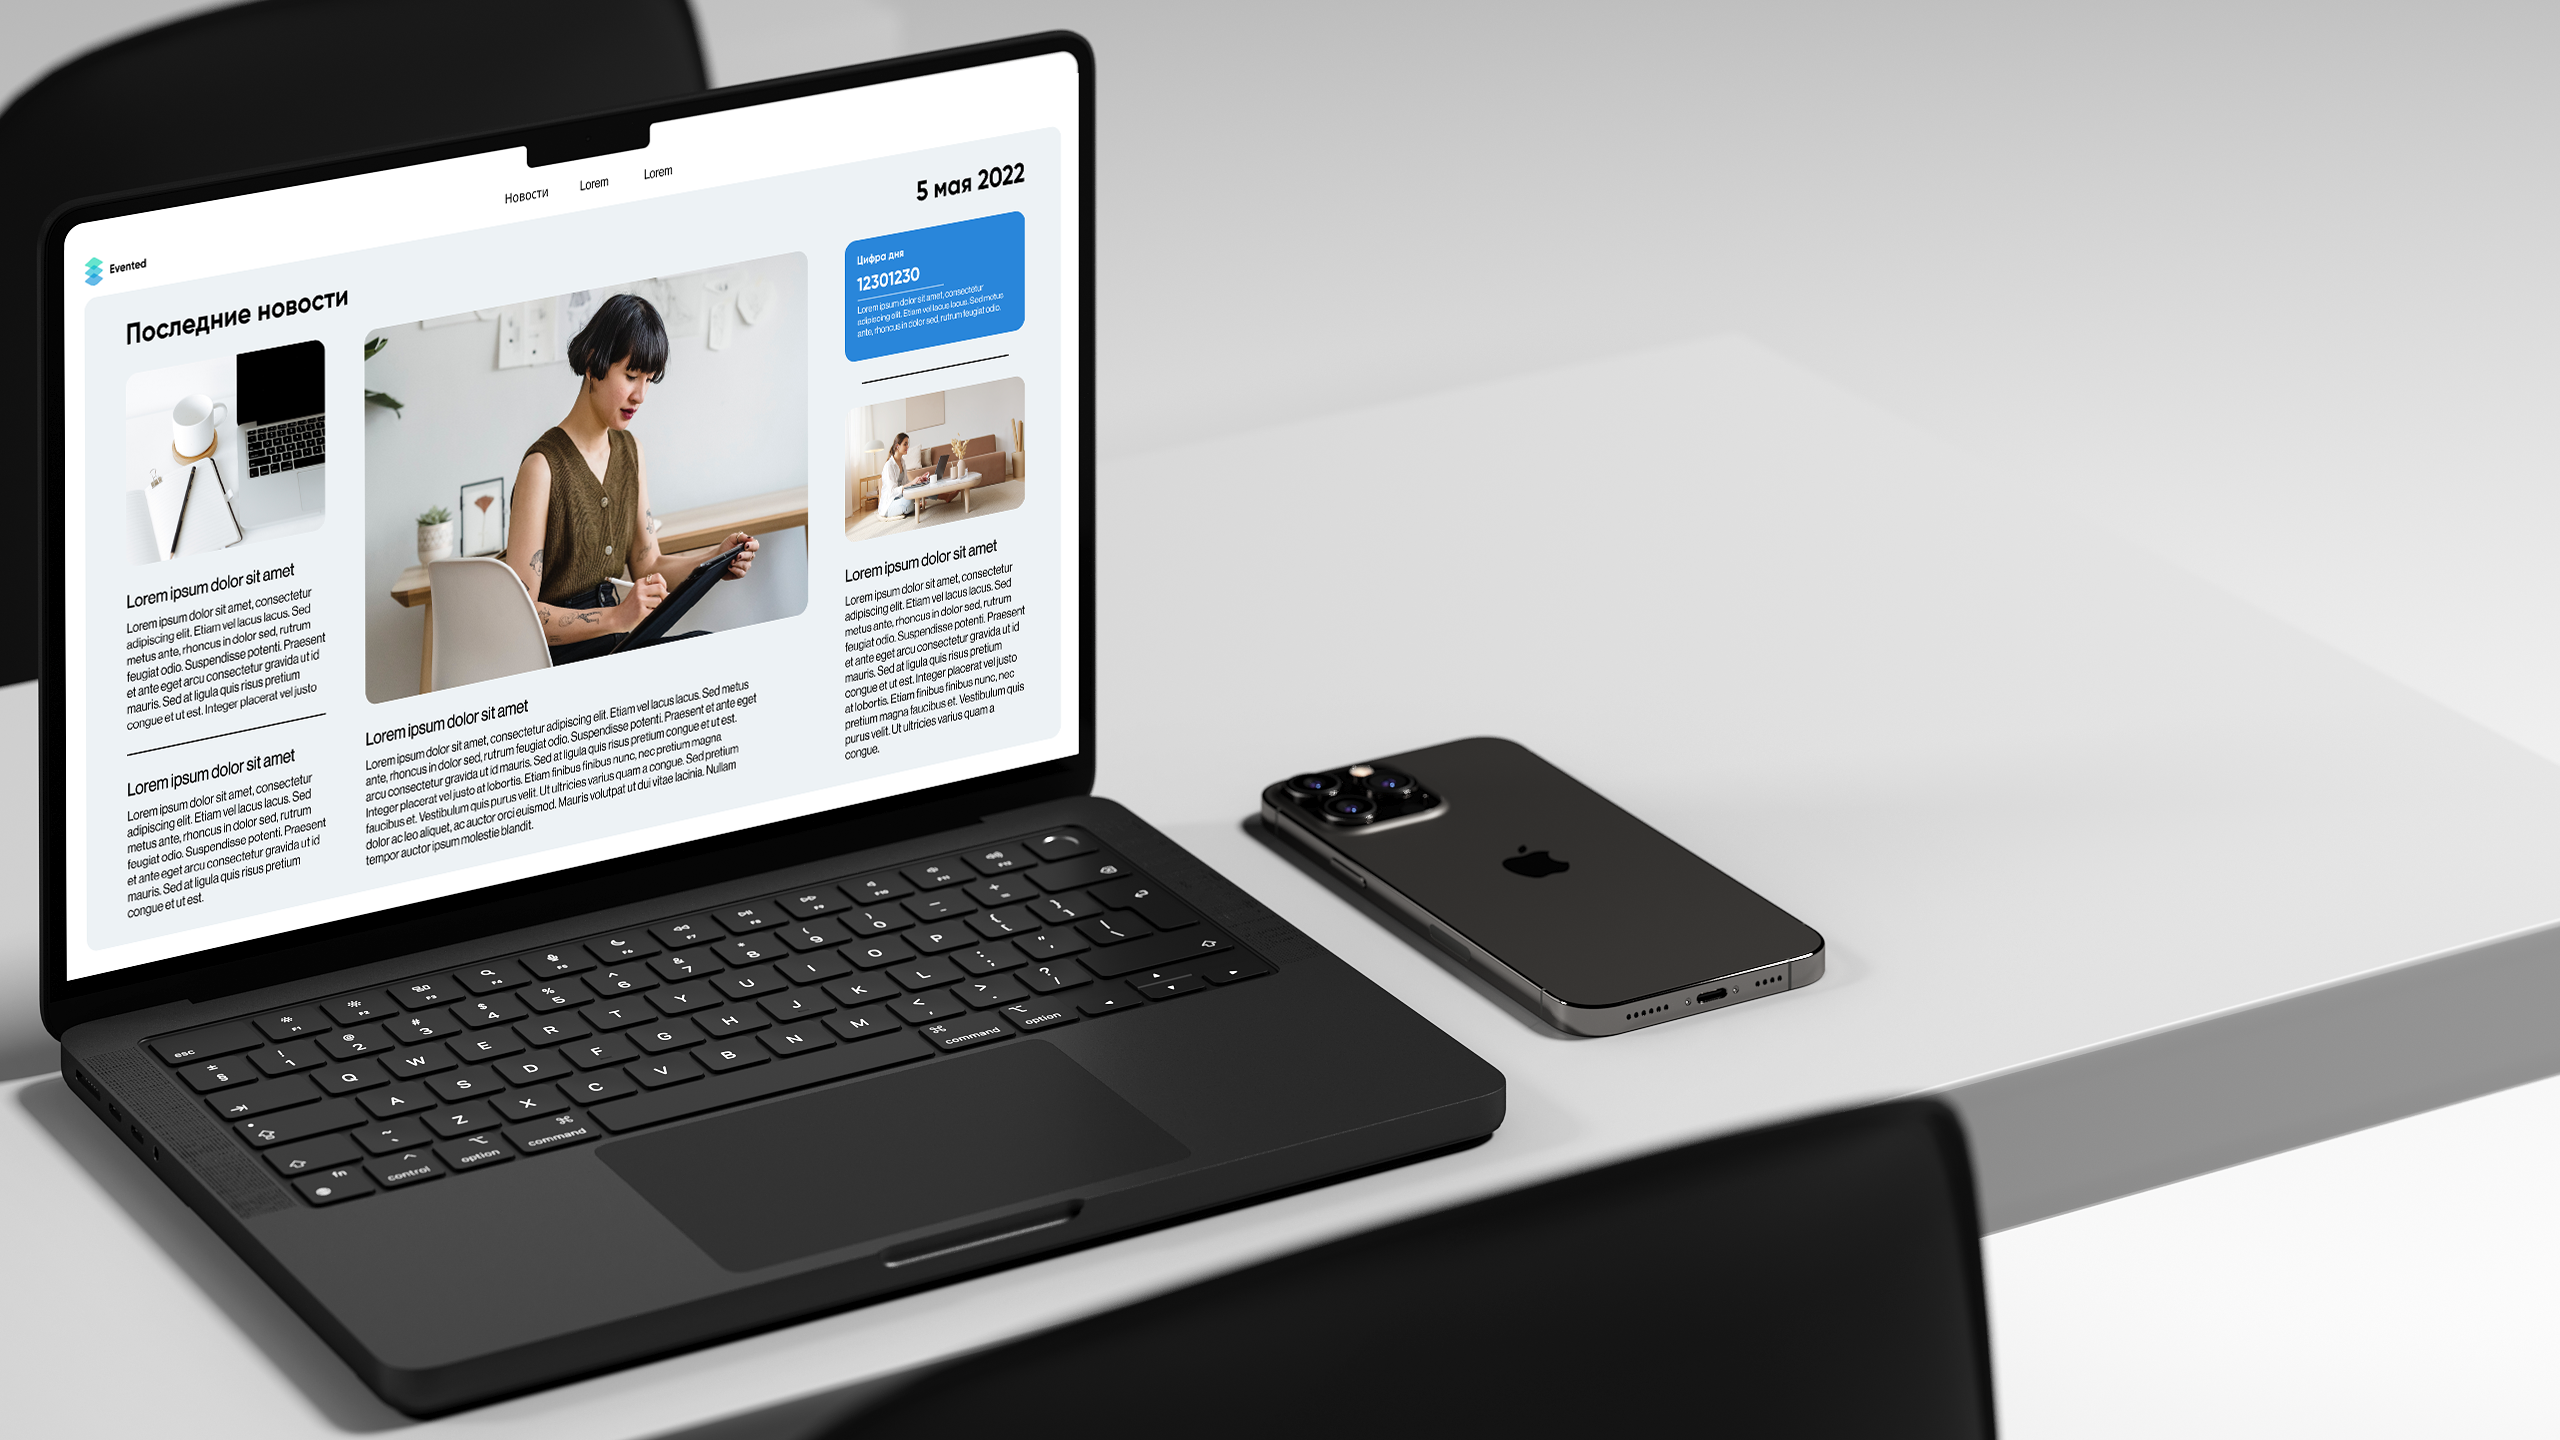 Новости Lorem Lorem
Evented
5 мая 2022
Последние новости
Lorem ipsum dolor sit amet
Lorem ipsum dolor sit amet, consectetur
adipiscing elit. Etiam vel lacus lacus. Sed
metus ante, rhoncus in dolor sed, rutrum
feugiat odio. Suspendisse potenti. Praesent
et ante eget arcu consectetur gravida ut id
mauris. Sed at ligula quis risus pretium
congue et ut est. Integer placerat vel justo
Lorem ipsum dolor sit amet
Lorem ipsum dolor sit amet, consectetur
adipiscing elit. Etiam vel lacus lacus. Sed
metus ante, rhoncus in dolor sed, rutrum
feugiat odio. Suspendisse potenti. Praesent
et ante eget arcu consectetur gravida ut id
mauris. Sed at ligula quis risus pretium
congue et ut est.
Lorem ipsum dolor sit amet
Lorem ipsum dolor sit amet, consectetur adipiscing elit. Etiam vel lacus lacus. Sed metus
ante, rhoncus in dolor sed, rutrum feugiat odio. Suspendisse potenti. Praesent et ante eget
arcu consectetur gravida ut id mauris. Sed at ligula quis risus pretium congue et ut est.
Integer placerat vel justo at lobortis. Etiam finibus finibus nunc, nec pretium magna
faucibus et. Vestibulum quis purus velit. Ut ultricies varius quam a congue. Sed pretium
dolor ac leo aliquet, ac auctor orci euismod. Mauris volutpat ut dui vitae lacinia. Nullam
tempor auctor ipsum molestie blandit.
Цифра дня
12301230
Lorem ipsum dolor sit amet, consectetur
adipiscing elit. Etiam vel lacus lacus. Sed metus
ante, rhoncus in dolor sed, rutrum feugiat odio.
Lorem ipsum dolor sit amet
Lorem ipsum dolor sit amet, consectetur
adipiscing elit. Etiam vel lacus lacus. Sed
metus ante, rhoncus in dolor sed, rutrum
feugiat odio. Suspendisse potenti. Praesent
et ante eget arcu consectetur gravida ut id
mauris. Sed at ligula quis risus pretium
congue et ut est. Integer placerat vel justo
at lobortis. Etiam finibus finibus nunc, nec
pretium magna faucibus et. Vestibulum quis
purus velit. Ut ultricies varius quam a
congue.
esc F1 F2 F3 F4 F5 F6 F7 F8 F9 F10 F11 F12
± § ! 1 @ 2 # 3 $ 4 % 5 ^ 6 & 7 * 8 ( 9 ) 0 _ - + =
Q W E R T Y U I O P { [ } ]
A S D F G H J K L : ; " ' | \
~ ` Z X C V B N M < , > . ? /
fn control option command command option